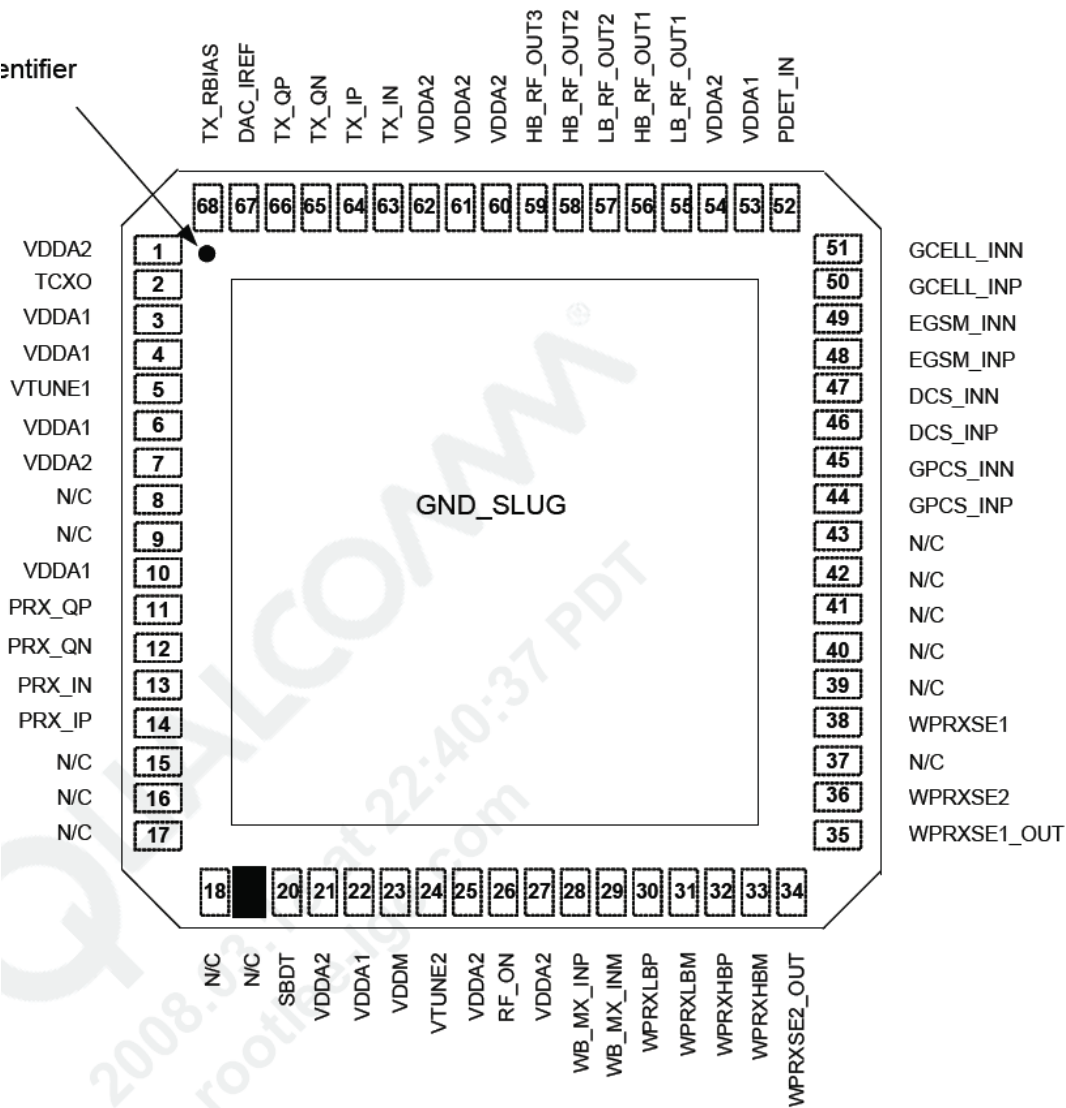 entifier
TX_RBIAS
DAC_IREF
TX_QP
TX_QN
TX_IP
TX_IN
VDDA2
VDDA2
VDDA2
HB_RF_OUT3
HB_RF_OUT2
LB_RF_OUT2
HB_RF_OUT1
LB_RF_OUT1
VDDA2
VDDA1
PDET_IN
68 67 66 65 64 63 62 61 60 59 58 57 56 55 54 53 52
VDDA2 1
TCXO 2
VDDA1 3
VDDA1 4
VTUNE1 5
VDDA1 6
VDDA2 7
N/C 8
N/C 9
VDDA1 10
PRX_QP 11
PRX_QN 12
PRX_IN 13
PRX_IP 14
N/C 15
N/C 16
N/C 17
GND_SLUG
51 GCELL_INN
50 GCELL_INP
49 EGSM_INN
48 EGSM_INP
47 DCS_INN
46 DCS_INP
45 GPCS_INN
44 GPCS_INP
43 N/C
42 N/C
41 N/C
40 N/C
39 N/C
38 WPRXSE1
37 N/C
36 WPRXSE2
35 WPRXSE1_OUT
18 20 21 22 23 24 25 26 27 28 29 30 31 32 33 34
N/C
N/C
SBDT
VDDA2
VDDA1
VDDM
VTUNE2
VDDA2
RF_ON
VDDA2
WB_MX_INP
WB_MX_INM
WPRXLBP
WPRXLBM
WPRXHBP
WPRXHBM
WPRXSE2_OUT
QUALCOMM®
at 22:40:37 PDT